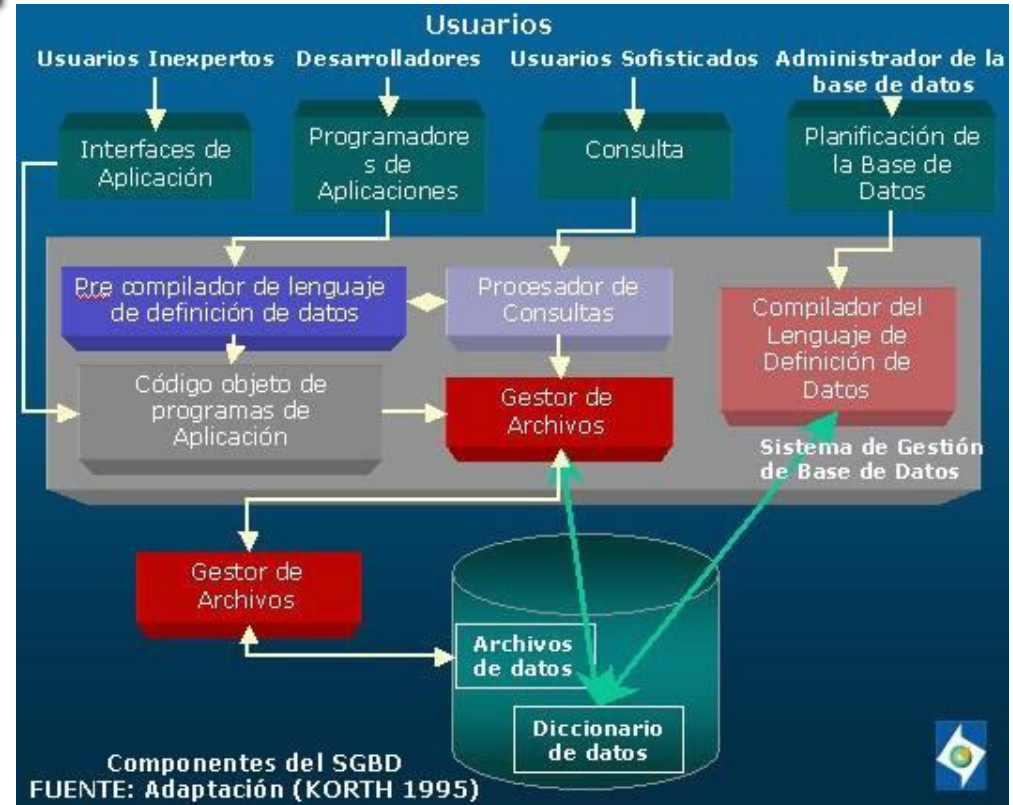 Usuarios
Usuarios Inexpertos
Desarrolladores
Usuarios Sofisticados
Administrador de la
base de datos
Interfaces de
Aplicación
Programadore
s de
Aplicaciones
Consulta
Planificación de
la Base de
Datos
Pre compilador de lenguaje
de definición de datos
Procesador de
Consultas
Compilador del
Lenguaje de
Definición de
Datos
Código objeto de
programas de
Aplicación
Gestor de
Archivos
Sistema de Gestión
de Base de Datos
Gestor de
Archivos
Archivos
de datos
Diccionario
de datos
Componentes del SGBD
FUENTE: Adaptación (KORTH 1995)